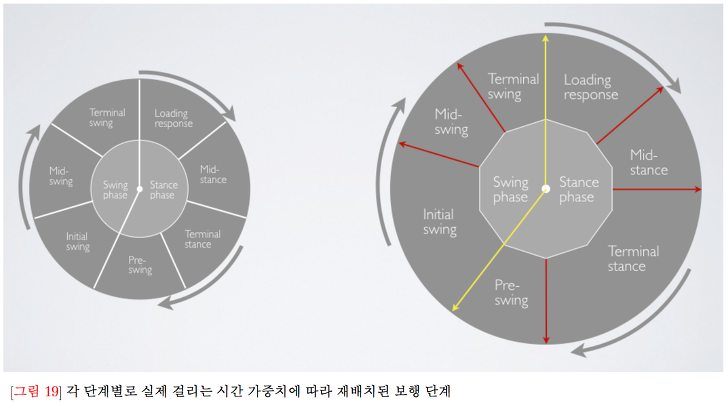 Terminal
swing
Loading
response
Mid-
swing
Mid-
stance
Swing
phase
Stance
phase
Initial
swing
Terminal
stance
Pre-
swing
Terminal
swing
Loading
response
Mid-
swing
Mid-
stance
Swing
phase
Stance
phase
Initial
swing
Terminal
stance
Pre-
swing
[그림 19] 각 단계별로 실제 걸리는 시간 가중치에 따라 재배치된 보행 단계